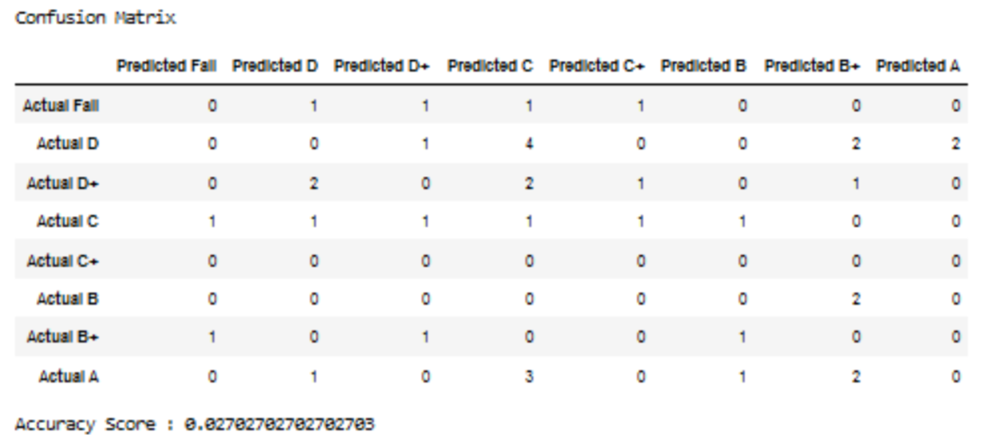 Confusion Matrix
Predicted Fail Predicted D Predicted D+ Predicted C Predicted C+ Predicted B Predicted B+ Predicted A
Actual Fail 0 1 1 1 1 0 0 0
Actual D 0 0 1 4 0 0 2 2
Actual D+ 0 2 0 2 1 0 1 0
Actual C 1 1 1 1 1 1 0 0
Actual C+ 0 0 0 0 0 0 0 0
Actual B 0 0 0 0 0 0 2 0
Actual B+ 1 0 1 0 0 1 0 0
Actual A 0 1 0 3 0 1 2 0
Accuracy Score : 0.02702702702702703